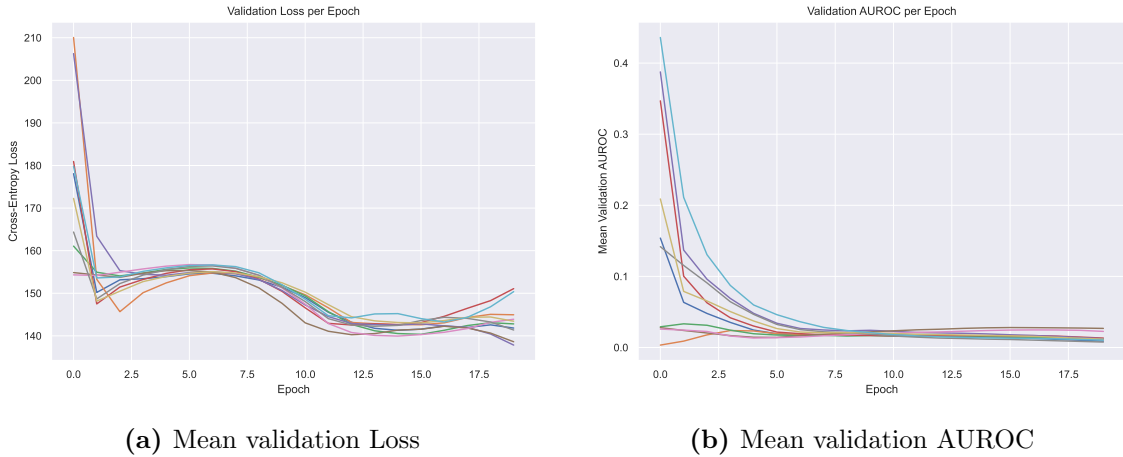 Validation Loss per Epoch
210
200
190
180
170
160
150
140
Cross-Entropy Loss
0.0 2.5 5.0 7.5 10.0 12.5 15.0 17.5
Epoch
(a) Mean validation Loss
Validation AUROC per Epoch
0.4
0.3
0.2
0.1
0.0
Mean Validation AUROC
0.0 2.5 5.0 7.5 10.0 12.5 15.0 17.5
Epoch
(b) Mean validation AUROC